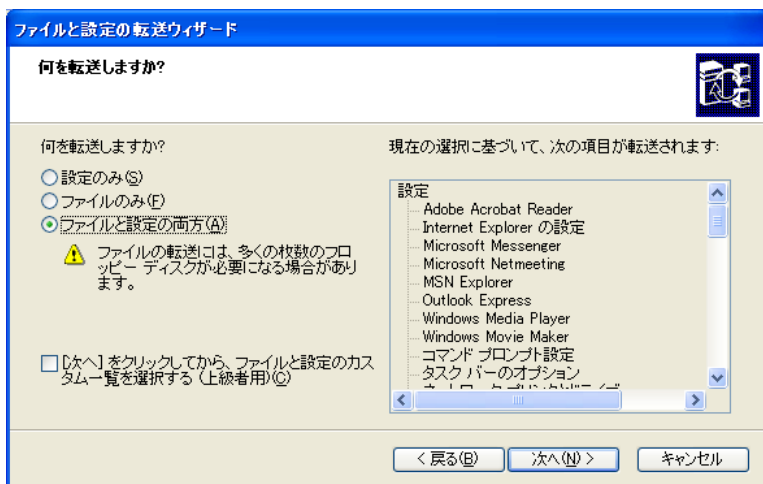 ファイルと設定の転送ウィザード
何を転送しますか?
何を転送しますか?
設定のみ(S)
ファイルのみ(F)
ファイルと設定の両方(A)
ファイルの転送には、多くの枚数のフロ
ッピー ディスクが必要になる場合があり
ます。
[次へ] をクリックしてから、ファイルと設定のカス
タム一覧を選択する (上級者用)(C)
現在の選択に基づいて、次の項目が転送されます:
設定
Adobe Acrobat Reader
Internet Explorer の設定
Microsoft Messenger
Microsoft Netmeeting
MSN Explorer
Outlook Express
Windows Media Player
Windows Movie Maker
コマンド プロンプト設定
タスク バーのオプション
< 戻る(B)
次へ(N) >
キャンセル